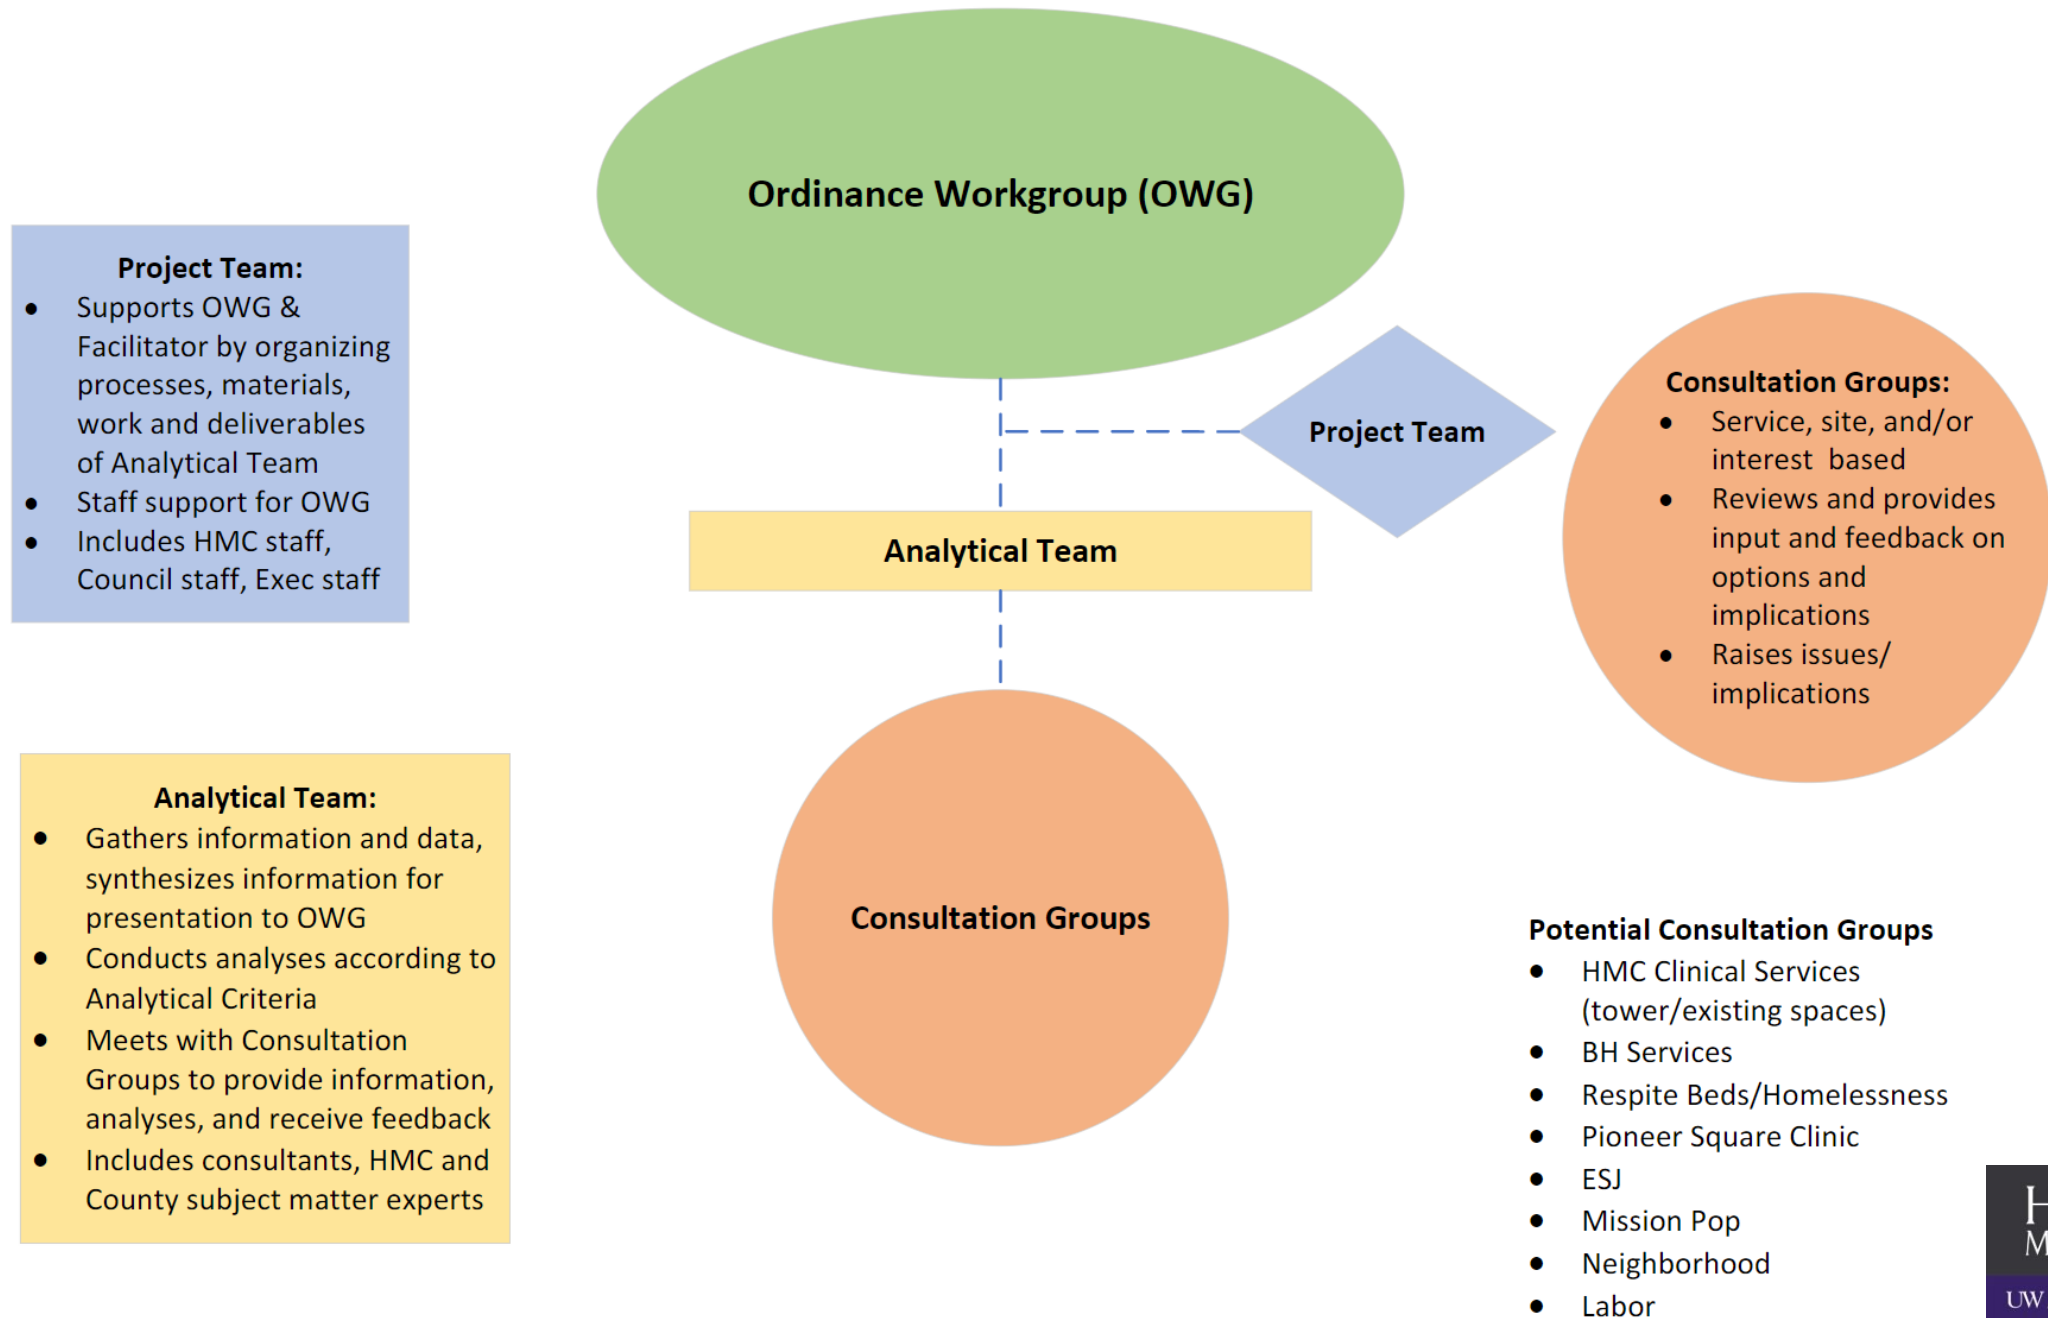 Ordinance Workgroup (OWG)
Project Team:
● Supports OWG &
Facilitator by organizing
processes, materials,
work and deliverables
of Analytical Team
● Staff support for OWG
● Includes HMC staff,
Council staff, Exec staff
Project Team
Consultation Groups:
● Service, site, and/or
interest based
● Reviews and provides
input and feedback on
options and
implications
● Raises issues/
implications
Analytical Team
Analytical Team:
● Gathers information and data,
synthesizes information for
presentation to OWG
● Conducts analyses according to
Analytical Criteria
● Meets with Consultation
Groups to provide information,
analyses, and receive feedback
● Includes consultants, HMC and
County subject matter experts
Consultation Groups
Potential Consultation Groups
● HMC Clinical Services
(tower/existing spaces)
● BH Services
● Respite Beds/Homelessness
● Pioneer Square Clinic
● ESJ
● Mission Pop
● Neighborhood
● Labor
UW